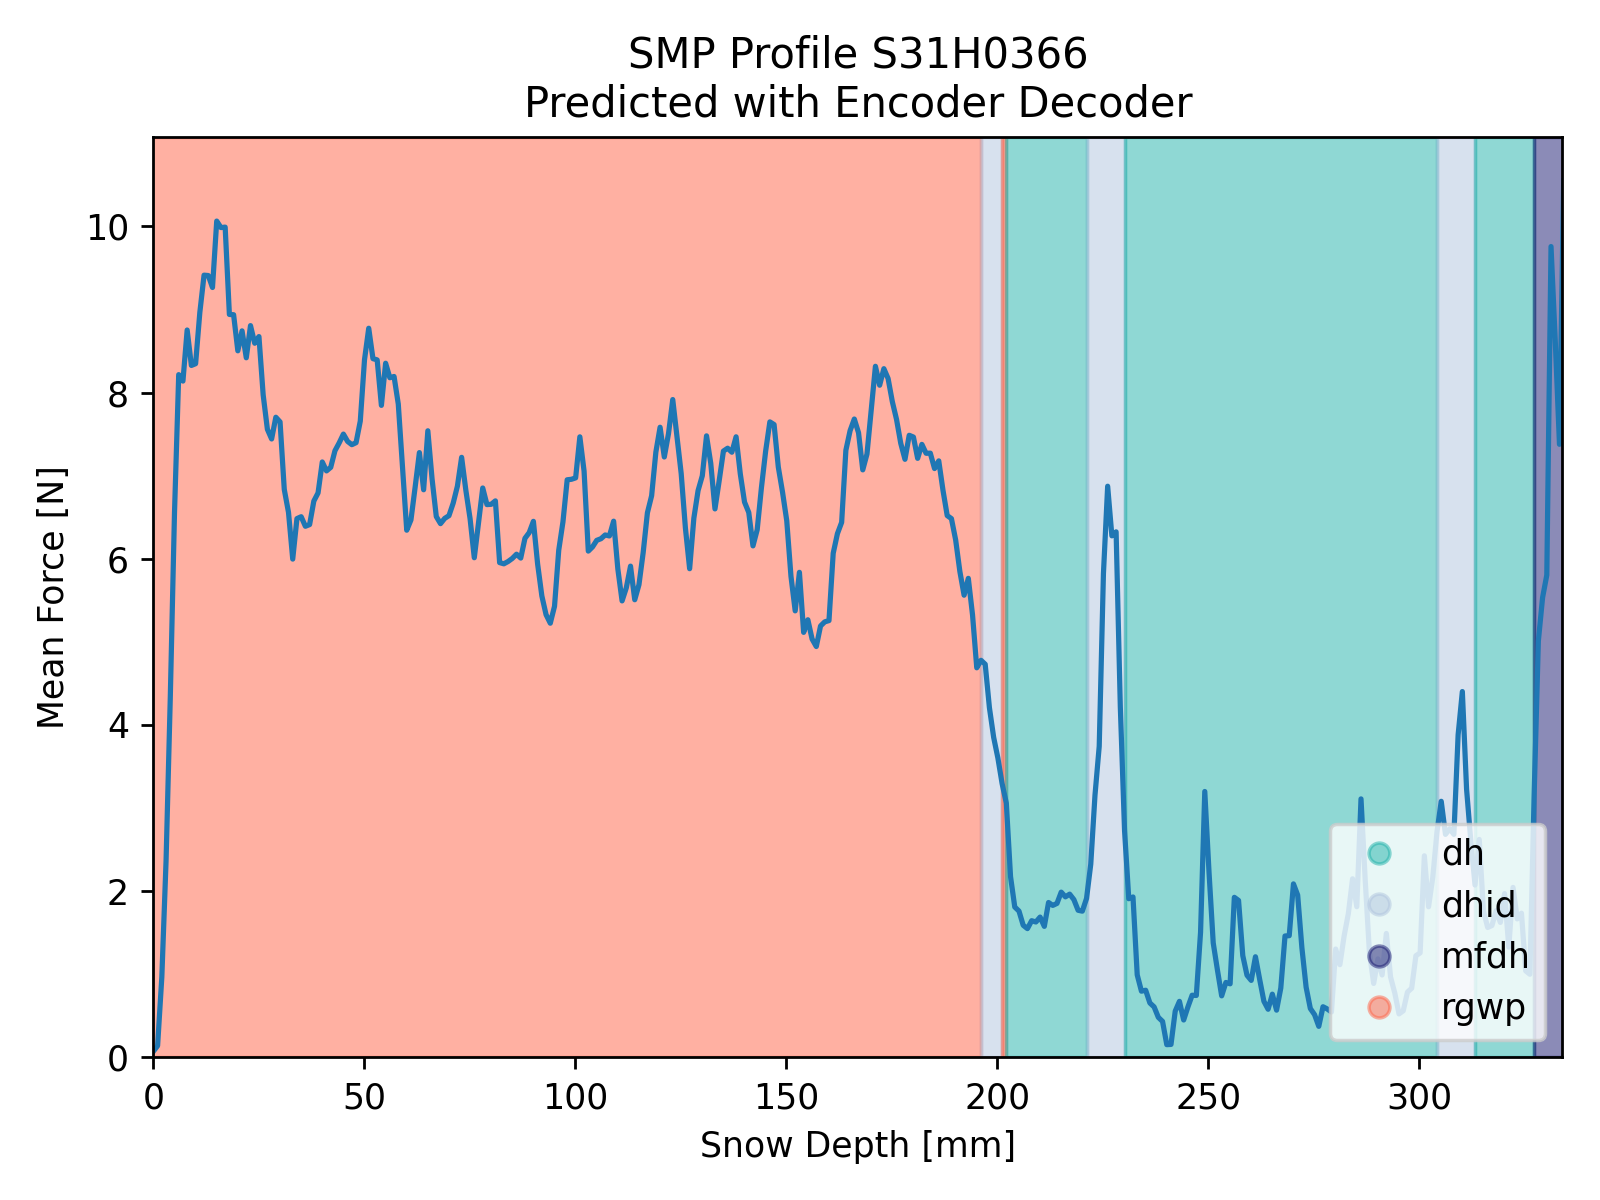 SMP Profile S31H0366
Predicted with Encoder Decoder
Mean Force [N]
10
8
6
4
2
0
0 50 100 150 200 250 300
Snow Depth [mm]
dh
dhid
mfdh
rgwp